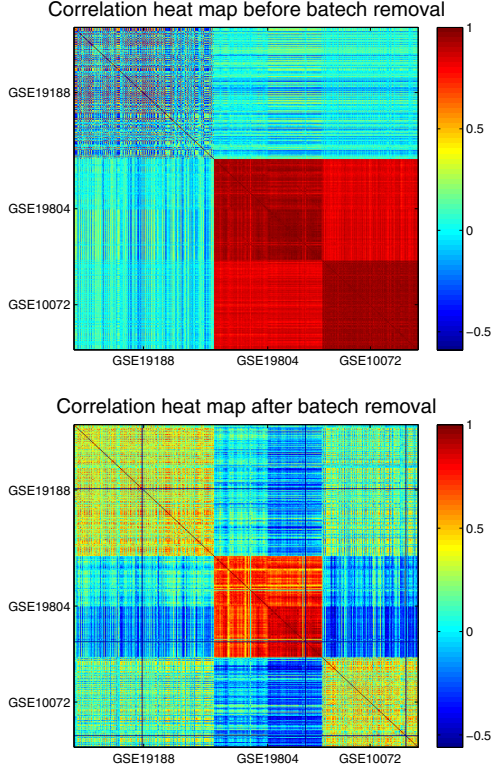 Correlation heat map before batech removal
GSE19188
GSE19804
GSE10072
GSE19188 GSE19804 GSE10072
1
0.5
0
−0.5
Correlation heat map after batech removal
GSE19188
GSE19804
GSE10072
GSE19188 GSE19804 GSE10072
1
0.5
0
−0.5